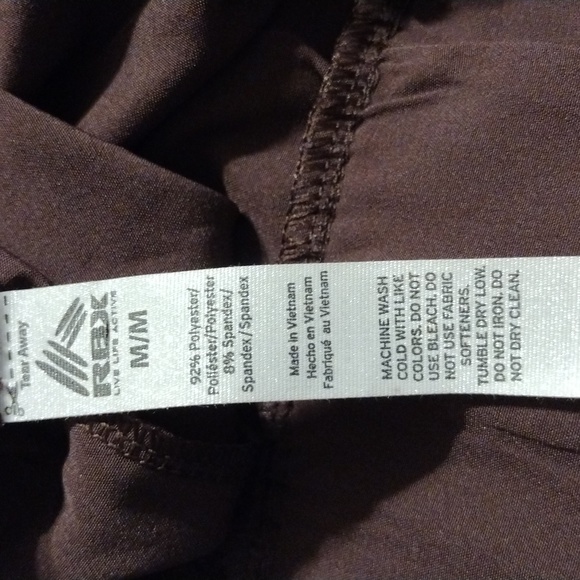 Tear Away
RBX
LIVE LIFE ACTIVE
M/M
92% Polyester/
Poliéster/Polyester
8% Spandex/
Spandex/Spandex
Made in Vietnam
Hecho en Vietnam
Fabriqué au Vietnam
MACHINE WASH
COLD WITH LIKE
COLORS. DO NOT
USE BLEACH. DO
NOT USE FABRIC
SOFTENERS.
TUMBLE DRY LOW.
DO NOT IRON. DO
NOT DRY CLEAN.